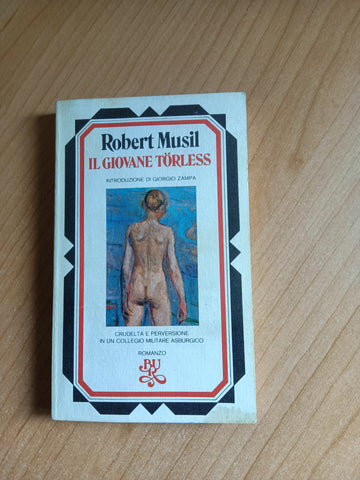 Robert Musil
IL GIOVANE TÖRLESS
INTRODUZIONE DI GIORGIO ZAMPA
CRUDELTÀ E PERVERSIONE
IN UN COLLEGIO MILITARE ASBURGICO
ROMANZO
BUR